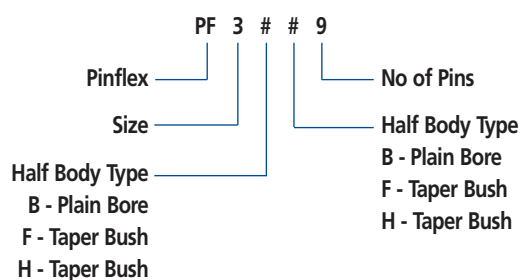 PF 3 # # 9
Pinflex
Size
Half Body Type
B - Plain Bore
F - Taper Bush
H - Taper Bush
No of Pins
Half Body Type
B - Plain Bore
F - Taper Bush
H - Taper Bush